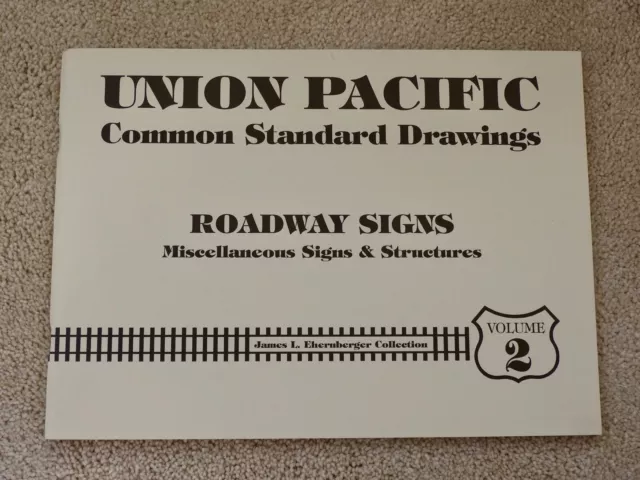 UNION PACIFIC
Common Standard Drawings
ROADWAY SIGNS
Miscellaneous Signs & Structures
James L. Ehernberger Collection
VOLUME
2